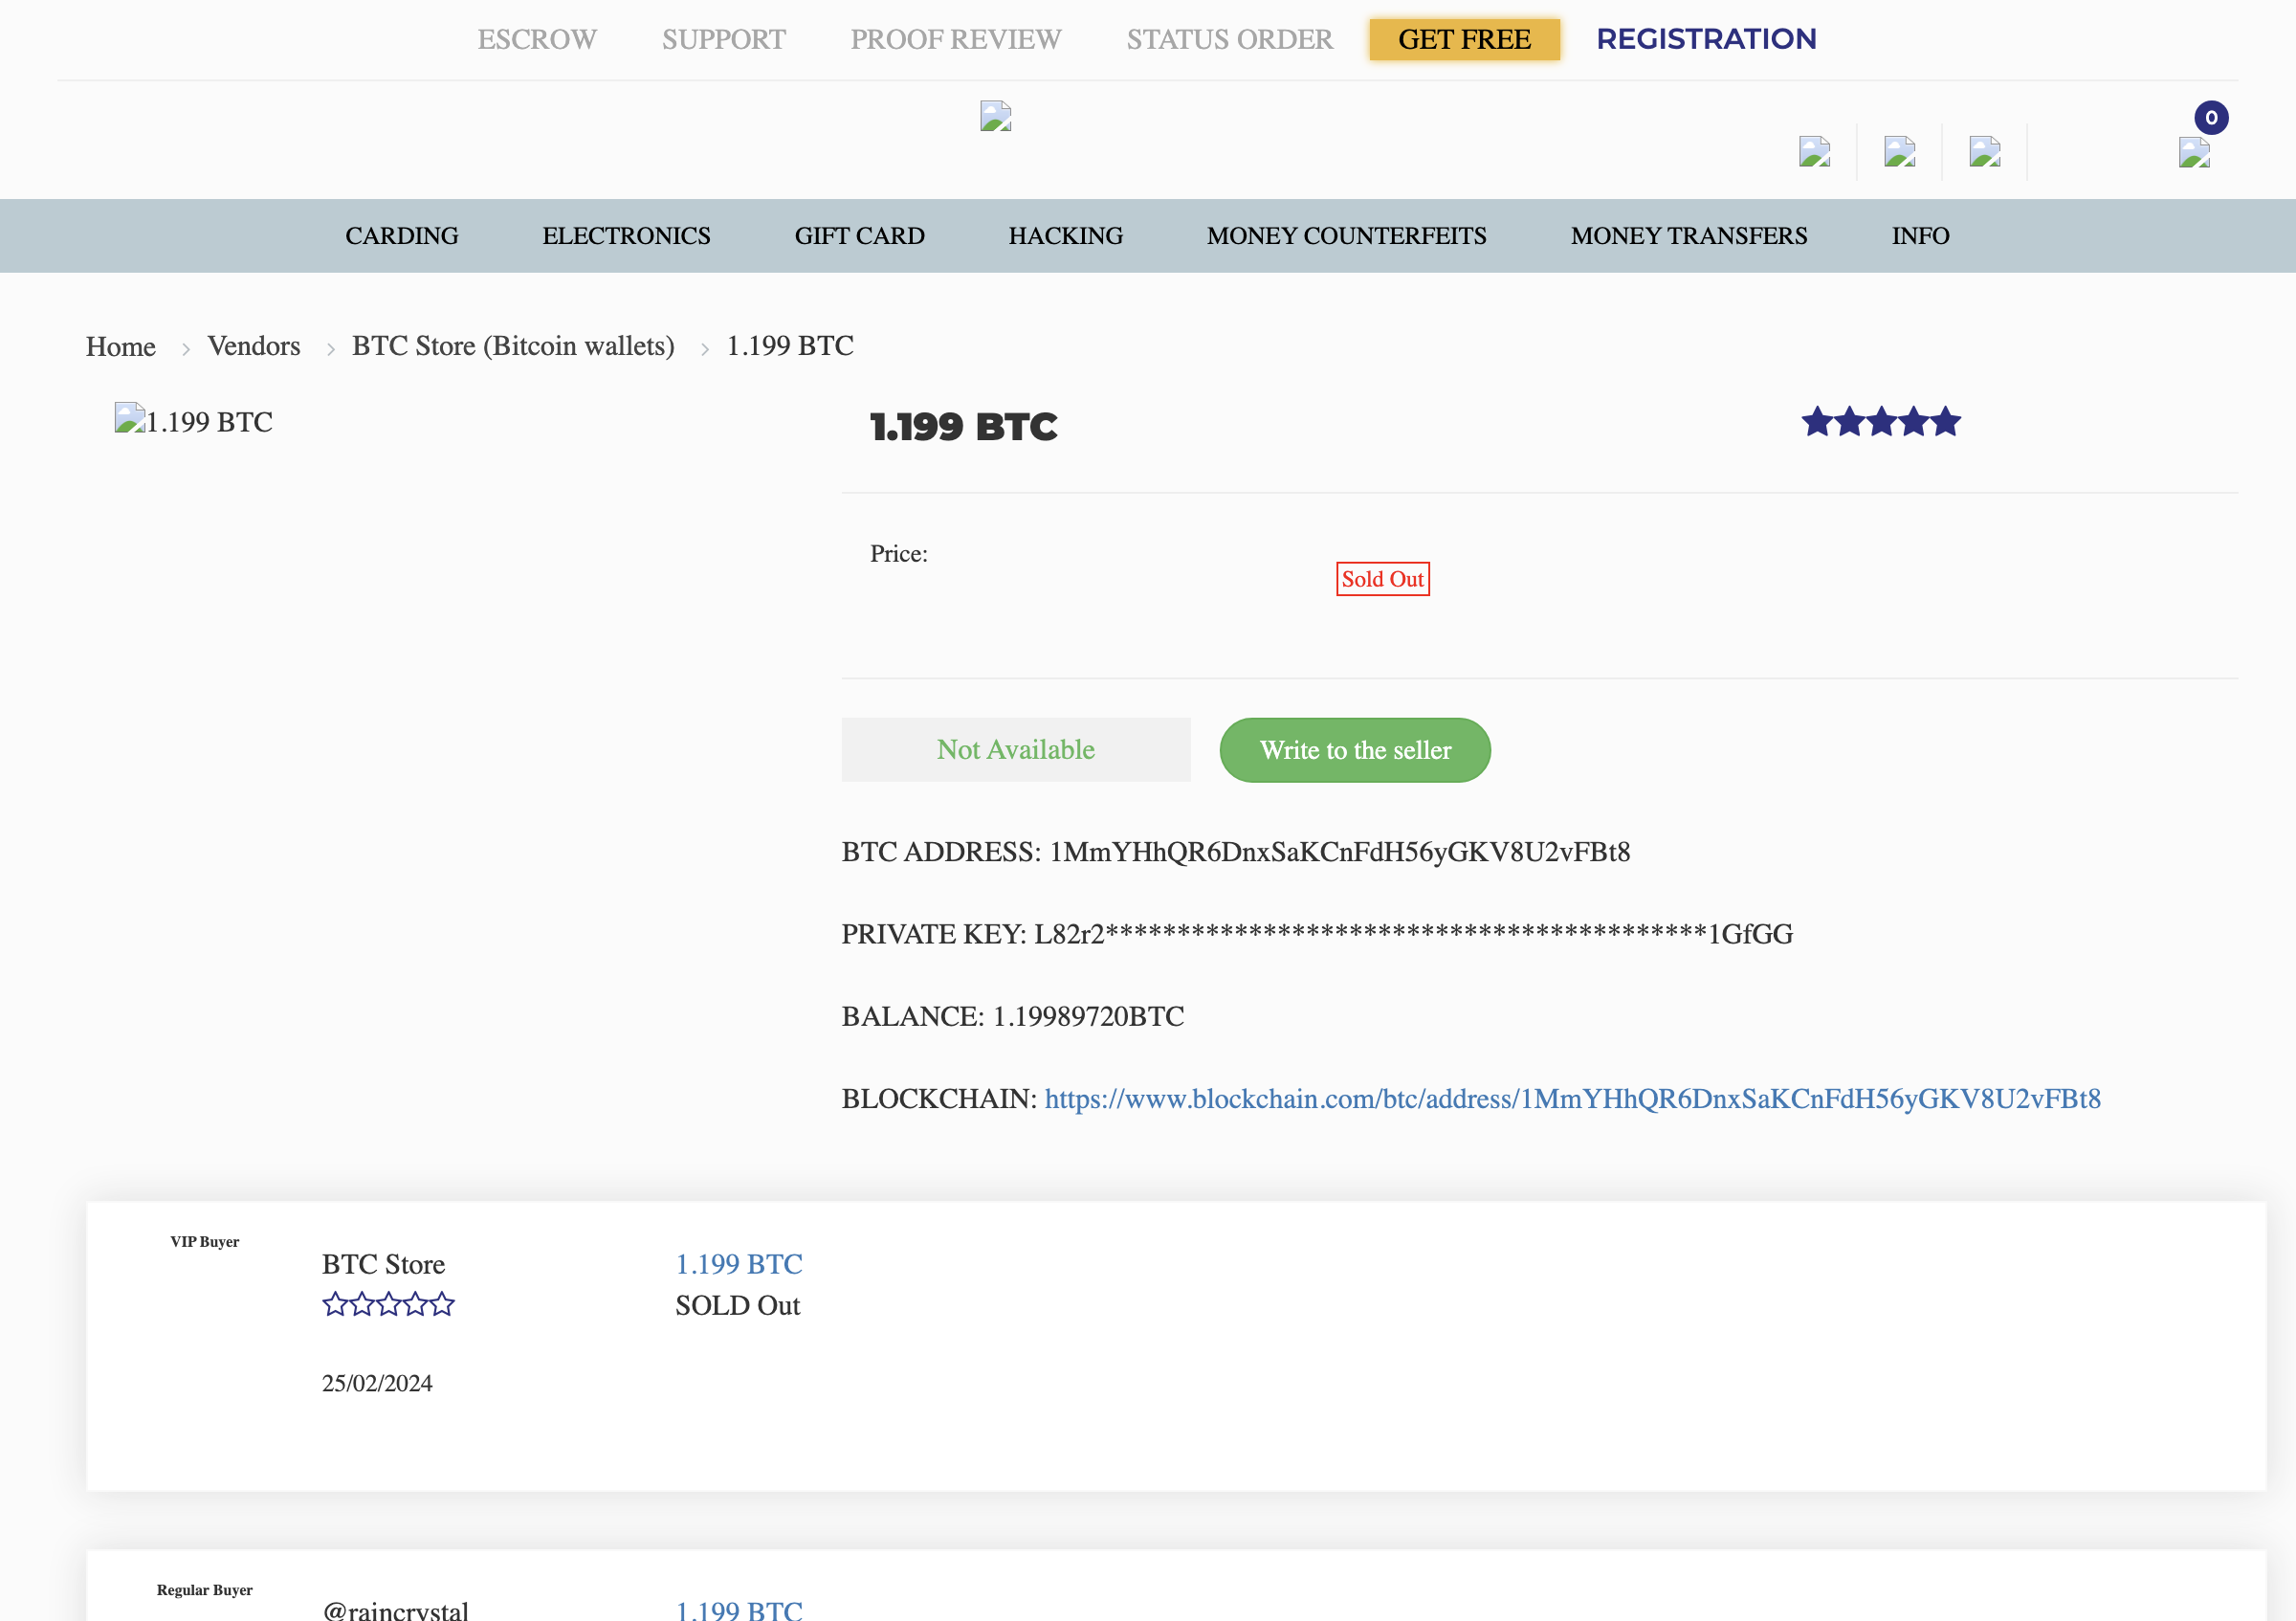 ESCROW SUPPORT PROOF REVIEW STATUS ORDER GET FREE REGISTRATION
0
CARDING ELECTRONICS GIFT CARD HACKING MONEY COUNTERFEITS MONEY TRANSFERS INFO
Home > Vendors > BTC Store (Bitcoin wallets) > 1.199 BTC
1.199 BTC
1.199 BTC
Price:
Sold Out
Not Available
Write to the seller
BTC ADDRESS: 1MmYHhQR6DnxSaKCnFdH56yGKV8U2vFBt8
PRIVATE KEY: L82r2******************************************1GfGG
BALANCE: 1.19989720BTC
BLOCKCHAIN: https://www.blockchain.com/btc/address/1MmYHhQR6DnxSaKCnFdH56yGKV8U2vFBt8
VIP Buyer
BTC Store
1.199 BTC
SOLD Out
25/02/2024
Regular Buyer
@raincrystal
1.199 BTC